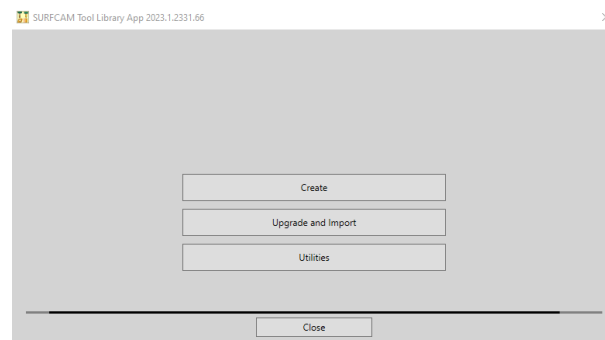 SURFCAM Tool Library App 2023.1.2331.66
Create
Upgrade and Import
Utilities
Close